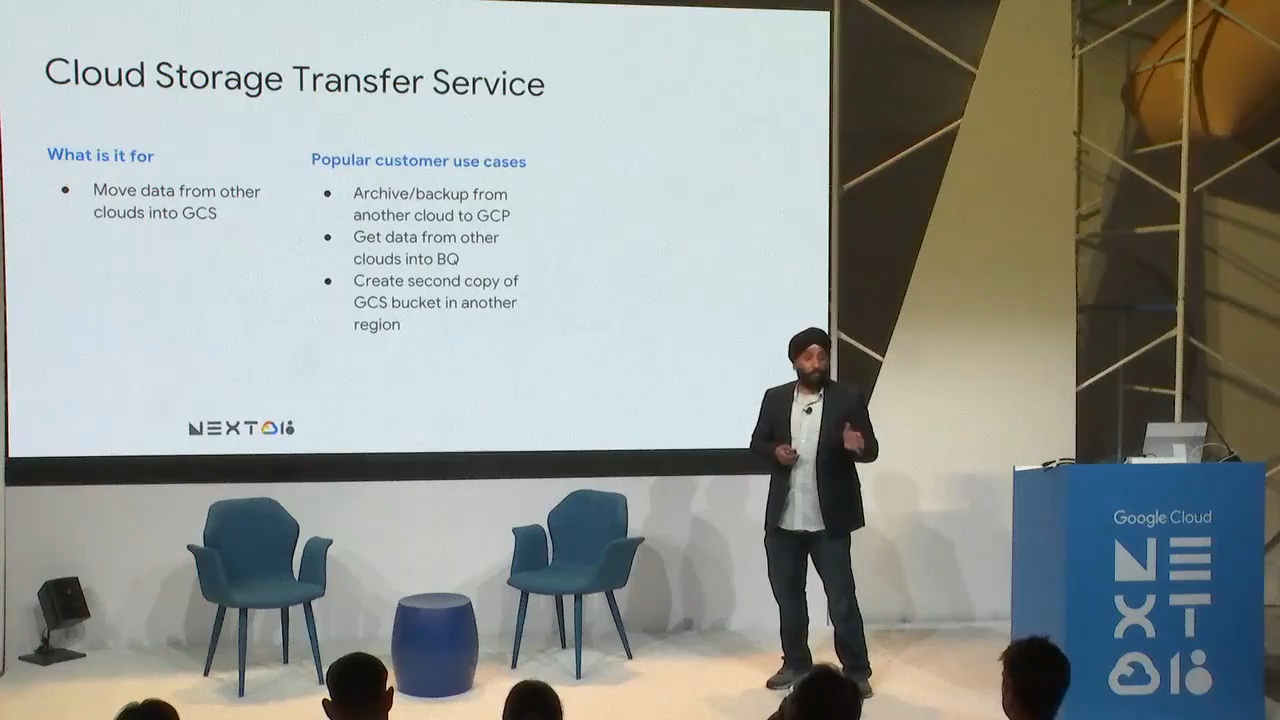 Cloud Storage Transfer Service
What is it for
• Move data from other
clouds into GCS
Popular customer use cases
• Archive/backup from
another cloud to GCP
• Get data from other
clouds into BQ
• Create second copy of
GCS bucket in another
region
NEXT 18
Google Cloud
NE
XT
18